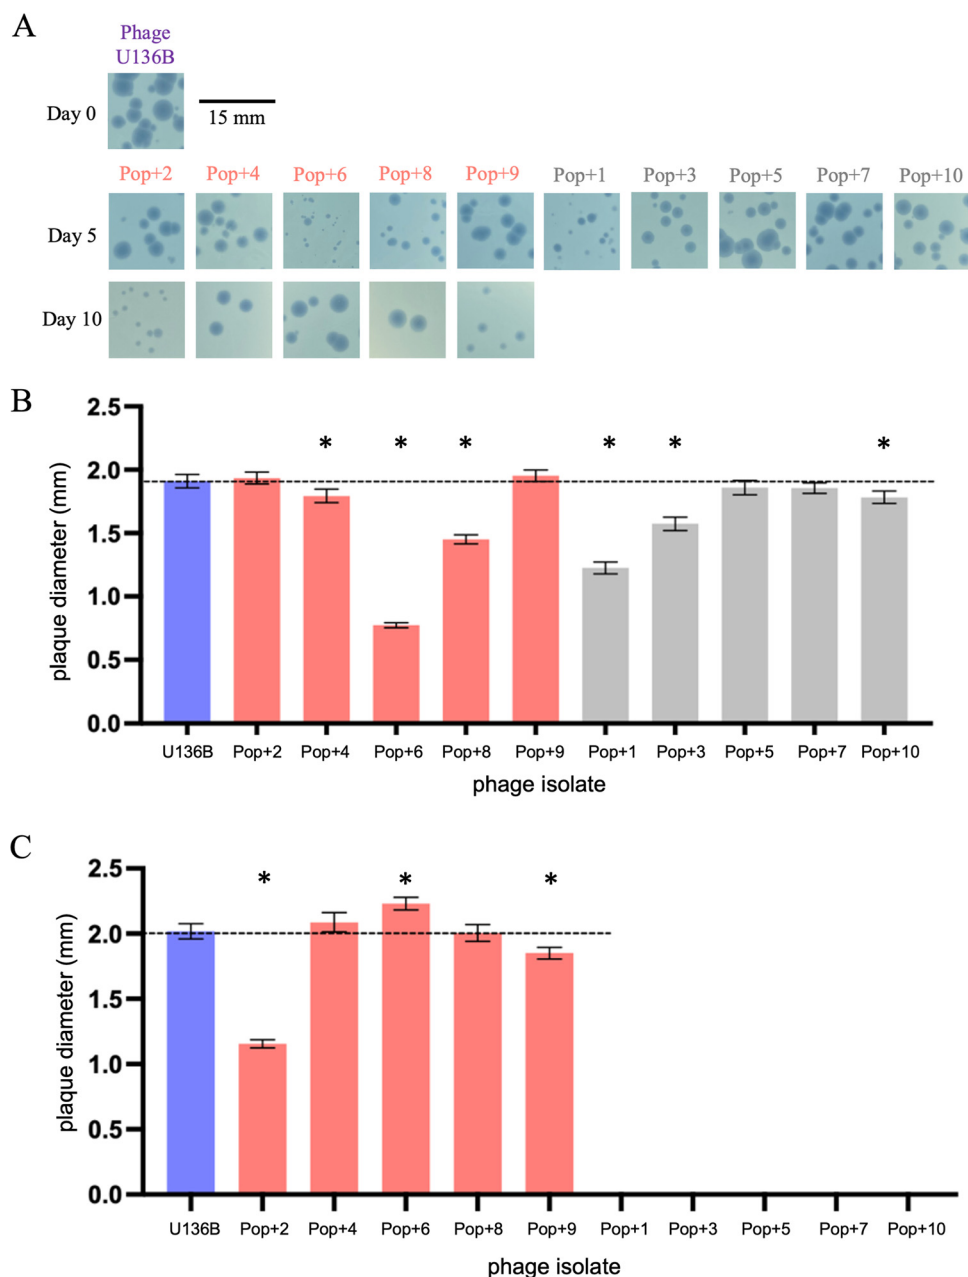 A
Phage
U136B
Day 0
15 mm
Pop+2 Pop+4 Pop+6 Pop+8 Pop+9 Pop+1 Pop+3 Pop+5 Pop+7 Pop+10
Day 5
Day 10
B
2.5
* * * * * *
2.0
1.5
1.0
0.5
0.0
plaque diameter (mm)
U136B Pop+2 Pop+4 Pop+6 Pop+8 Pop+9 Pop+1 Pop+3 Pop+5 Pop+7 Pop+10
phage isolate
C
2.5
* * *
2.0
1.5
1.0
0.5
0.0
plaque diameter (mm)
U136B Pop+2 Pop+4 Pop+6 Pop+8 Pop+9 Pop+1 Pop+3 Pop+5 Pop+7 Pop+10
phage isolate